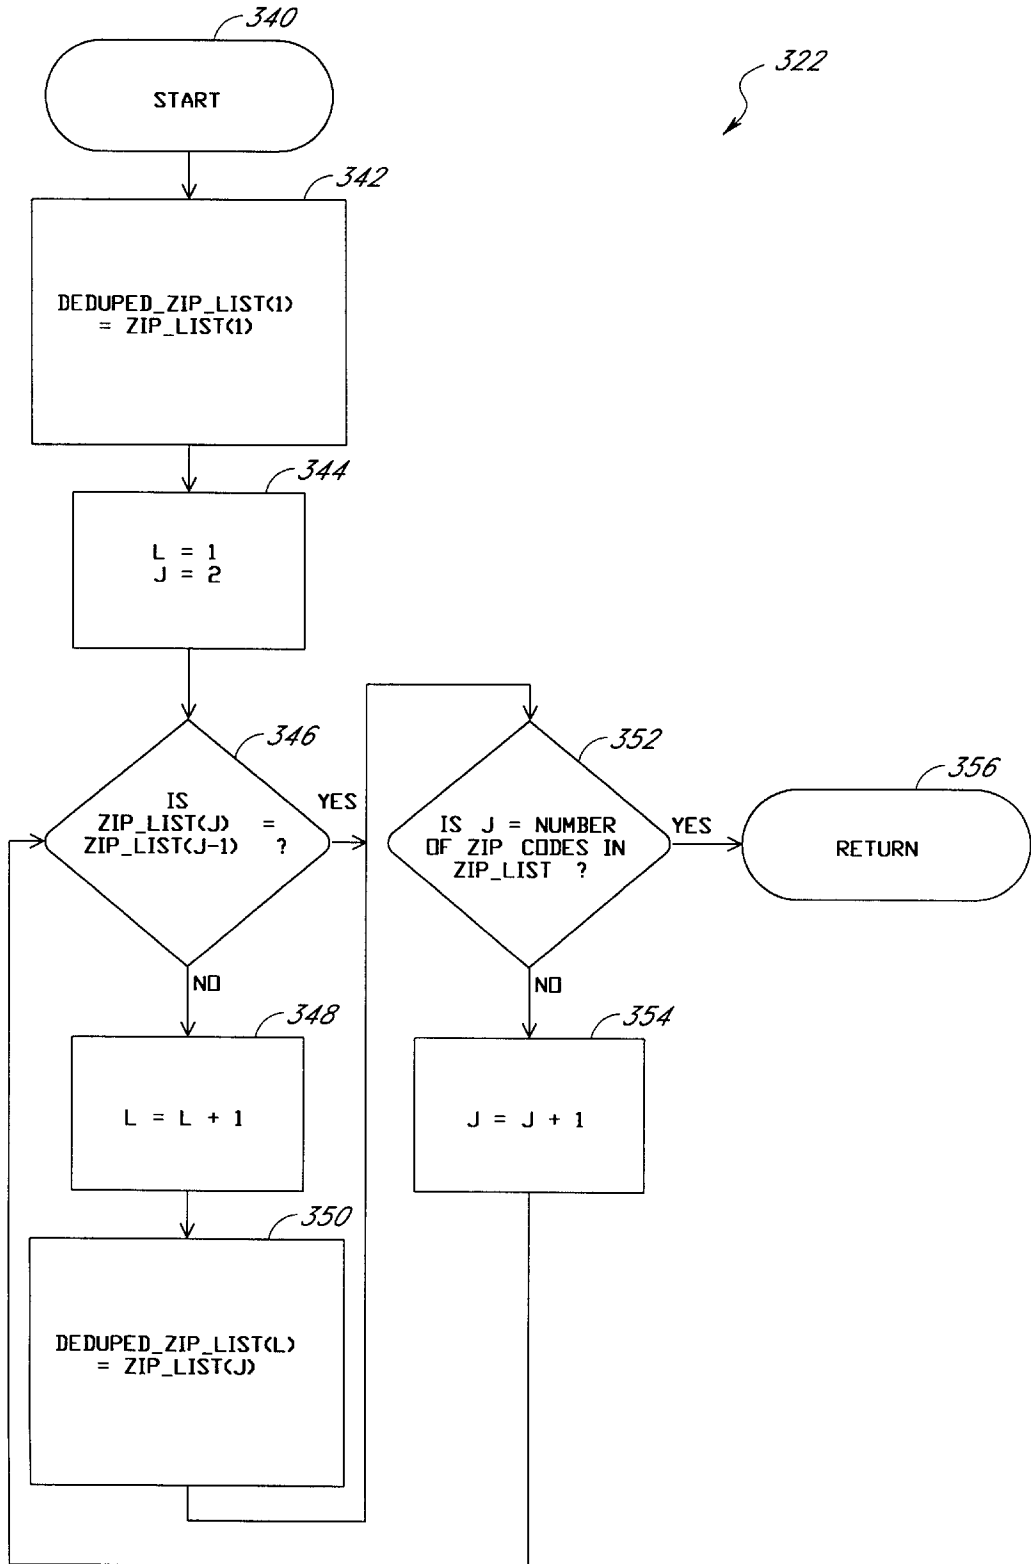 340
START
322
342
DEDUPED_ZIP_LIST(1)
= ZIP_LIST(1)
344
L = 1
J = 2
346
IS
ZIP_LIST(J) =
ZIP_LIST(J-1) ?
YES
NO
348
L = L + 1
350
DEDUPED_ZIP_LIST(L)
= ZIP_LIST(J)
352
IS J = NUMBER
OF ZIP CODES IN
ZIP_LIST ?
YES
NO
354
J = J + 1
356
RETURN